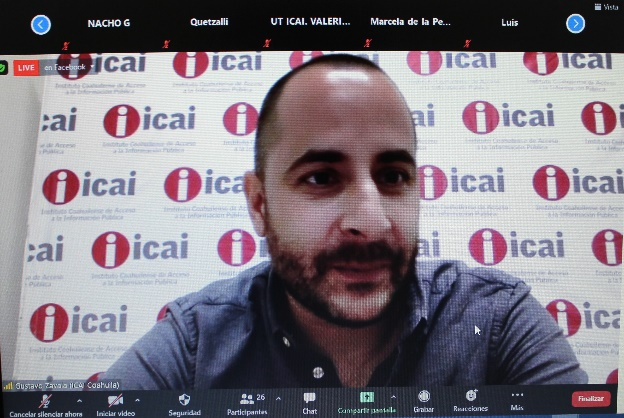 Vista
NACHO G
Quetzalli
UT ICAI. VALERI...
Marcela de la Pe...
Luis
LIVE en Facebook
icai
Instituto Coahuilense de Acceso
a la Información Pública
Gustavo
Coahuila)
Cancelar silenciar ahora
Iniciar video
Seguridad
Participantes
26
Chat
Compartir pantalla
Grabar
Reacciones
Más
Finalizar